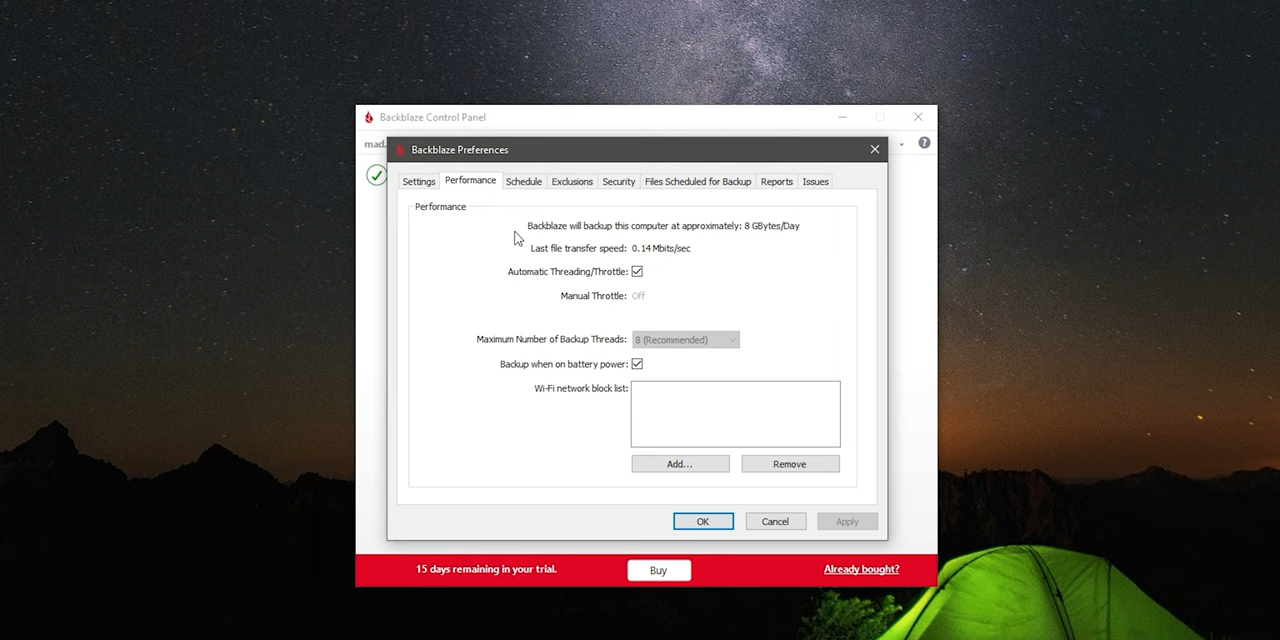 Backblaze Control Panel
mad.
?
Backblaze Preferences
Settings Performance Schedule Exclusions Security Files Scheduled for Backup Reports Issues
Performance
Backblaze will backup this computer at approximately: 8 GBytes/Day
Last file transfer speed: 0.14 Mbits/sec
Automatic Threading/Throttle:
Manual Throttle: Off
Maximum Number of Backup Threads: 8 (Recommended)
Backup when on battery power:
Wi-Fi network block list:
Add... Remove
OK Cancel Apply
15 days remaining in your trial. Buy Already bought?